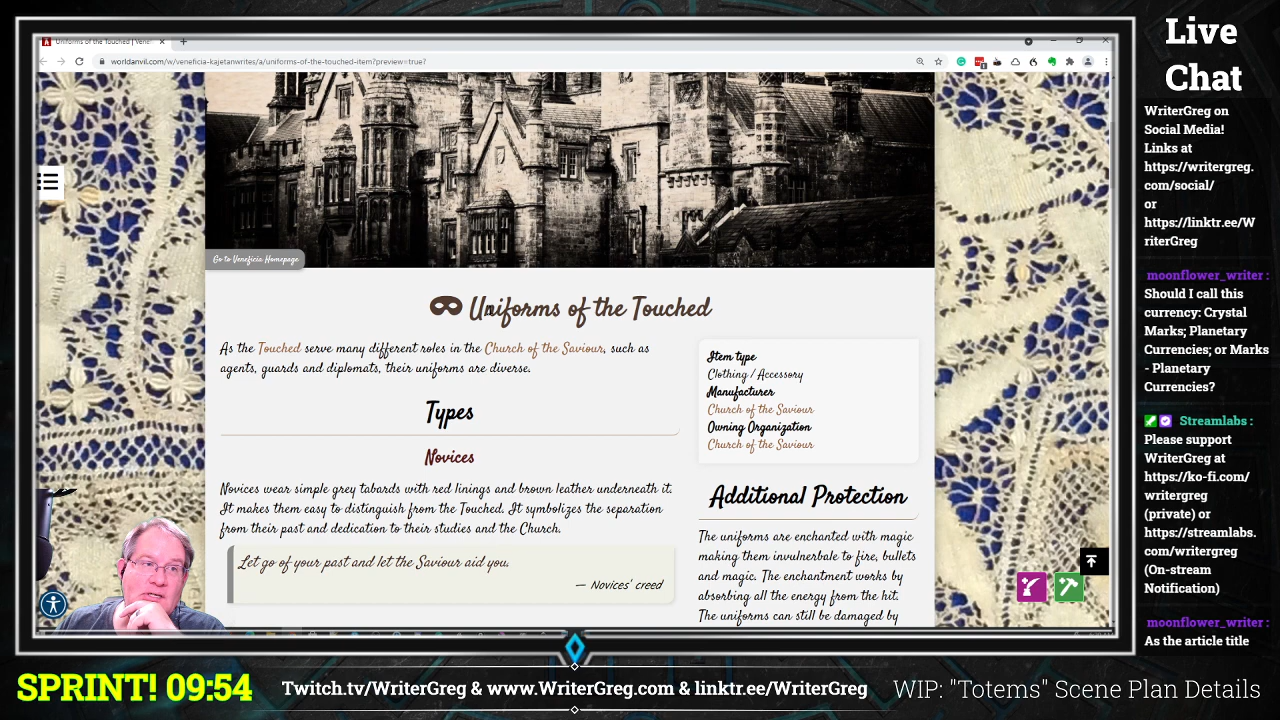 Uniforms of the Touched | Vene
worldanvil.com/w/veneficia-kajetanwrites/a/uniforms-of-the-touched-item?preview=true?
Go to Veneficia Homepage
Uniforms of the Touched
As the Touched serve many different roles in the Church of the Saviour, such as
agents, guards and diplomats, their uniforms are diverse.
Types
Novices
Novices wear simple grey tabards with red linings and brown leather underneath it.
It makes them easy to distinguish from the Touched. It symbolizes the separation
from their past and dedication to their studies and the Church.
Let go of your past and let the Saviour aid you.
— Novices' creed
Item type
Clothing / Accessory
Manufacturer
Church of the Saviour
Owning Organization
Church of the Saviour
Additional Protection
The uniforms are enchanted with magic
making them invulnerbale to fire, bullets
and magic. The enchantment works by
absorbing all the energy from the hit.
The uniforms can still be damaged by
Live
Chat
WriterGreg on
Social Media!
Links at
https://writergreg.
com/social/
or
https://linktr.ee/W
riterGreg
moonflower_writer :
Should I call this
currency: Crystal
Marks; Planetary
Currencies; or Marks
- Planetary
Currencies?
Streamlabs :
Please support
WriterGreg at
https://ko-fi.com/
writergreg
(private) or
https://streamlabs.
com/writergreg
(On-stream
Notification)
moonflower_writer :
As the article title
SPRINT! 09:54
Twitch.tv/WriterGreg & www.WriterGreg.com & linktr.ee/WriterGreg
WIP: "Totems" Scene Plan Details